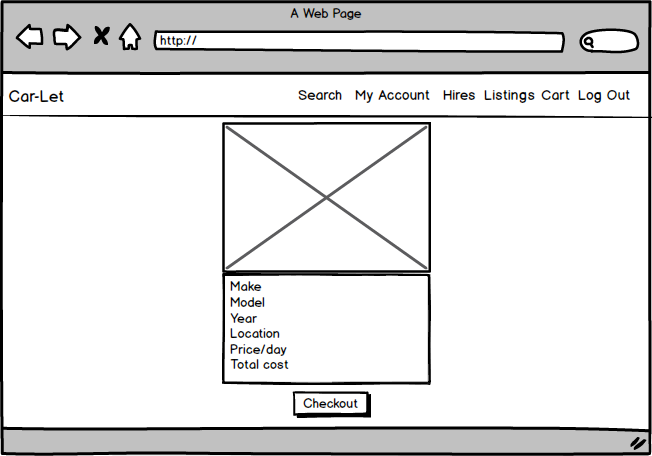 A Web Page
http://
Car-Let
Search My Account Hires Listings Cart Log Out
Make
Model
Year
Location
Price/day
Total cost
Checkout